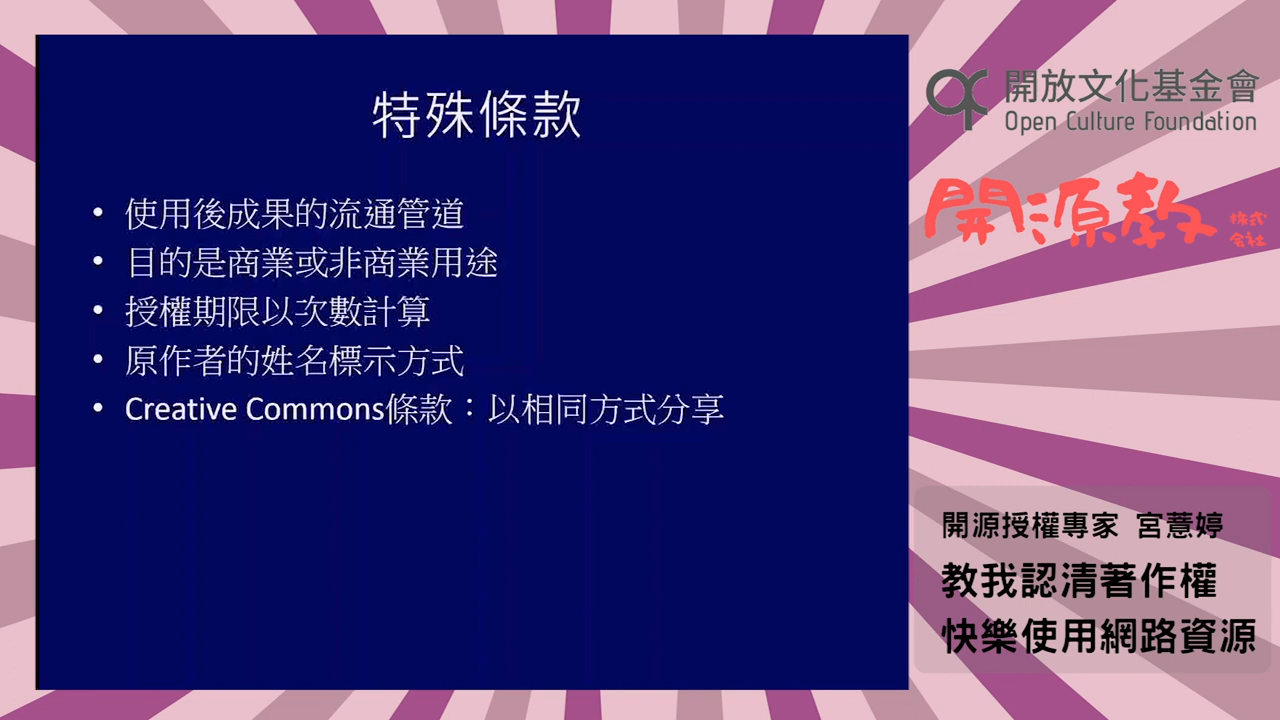 特殊條款
• 使用後成果的流通管道
• 目的是商業或非商業用途
• 授權期限以次數計算
• 原作者的姓名標示方式
• Creative Commons條款：以相同方式分享
開放文化基金會
Open Culture Foundation
開源教
株式
会社
開源授權專家 宮薏婷
教我認清著作權
快樂使用網路資源